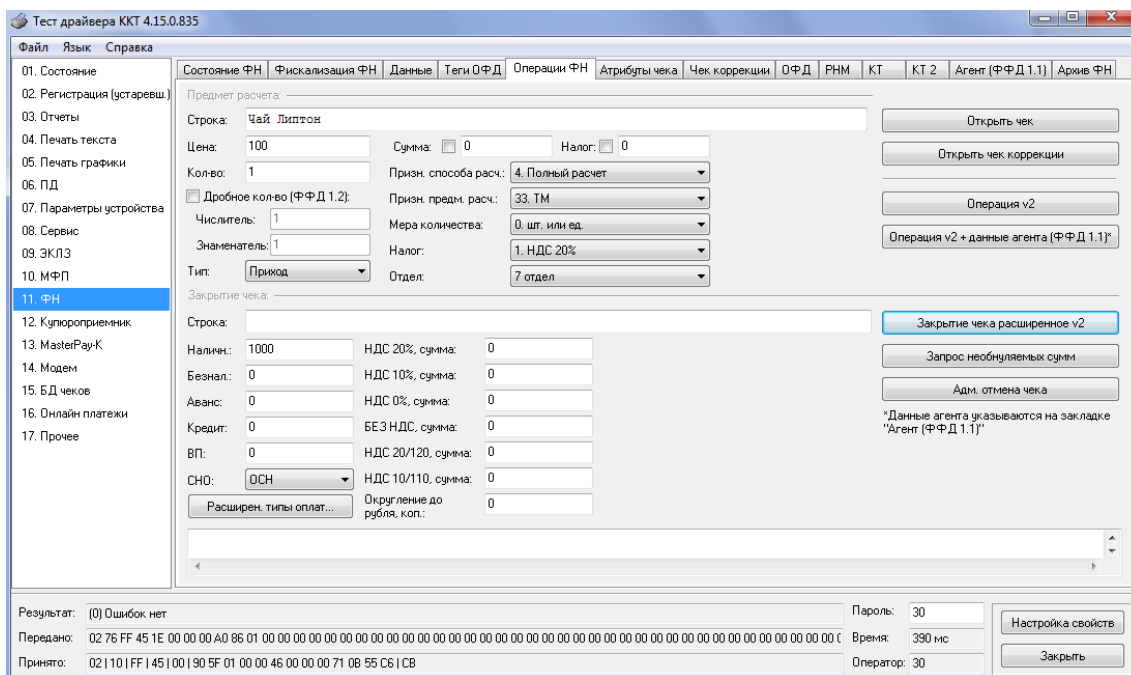 Тест драйвера ККТ 4.15.0.835
Файл Язык Справка
01. Состояние
02. Регистрация (устаревш.)
03. Отчеты
04. Печать текста
05. Печать графики
06. ПД
07. Параметры устройства
08. Сервис
09. ЭКЛЗ
10. МФП
11. ФН
12. Купюроприемник
13. MasterPay-K
14. Модем
15. БД чеков
16. Онлайн платежи
17. Прочее
Состояние ФН Фискализация ФН Данные Теги ОФД Операции ФН Атрибуты чека Чек коррекции ОФД РНМ КТ КТ 2 Агент (ФФД 1.1) Архив ФН
Предмет расчета:
Строка: Чай Липтон
Цена: 100 Сумма: 0 Налог: 0
Кол-во: 1 Призн. способа расч.: 4. Полный расчет
Дробное кол-во (ФФД 1.2): Призн. предм. расч.: 33. ТМ
Числитель: 1 Мера количества: 0. шт. или ед.
Знаменатель: 1 Налог: 1. НДС 20%
Тип: Приход Отдел: 7 отдел
Открыть чек
Открыть чек коррекции
Операция v2
Операция v2 + данные агента (ФФД 1.1)*
Закрытие чека:
Строка:
Наличн.: 1000 НДС 20%, сумма: 0
Безнал.: 0 НДС 10%, сумма: 0
Аванс: 0 НДС 0%, сумма: 0
Кредит: 0 БЕЗ НДС, сумма: 0
ВП: 0 НДС 20/120, сумма: 0
СНО: ОСН НДС 10/110, сумма: 0
Расширен. типы оплат... Округление до рубля, коп.: 0
Закрытие чека расширенное v2
Запрос необнуляемых сумм
Адм. отмена чека
*Данные агента указываются на закладке
"Агент (ФФД 1.1)"
Результат: (0) Ошибок нет Пароль: 30
Передано: 02 76 FF 45 1E 00 00 00 A0 86 01 00 00 00 00 00 00 00 00 00 00 00 00 00 00 00 00 00 00 00 00 00 00 00 00 00 00 00 00 00 00 00 00 00 00 00 00 Время: 390 мс
Принято: 02 | 10 | FF | 45 | 00 | 90 5F 01 00 00 46 00 00 00 71 0B 55 C6 | CB Оператор: 30
Настройка свойств
Закрыть